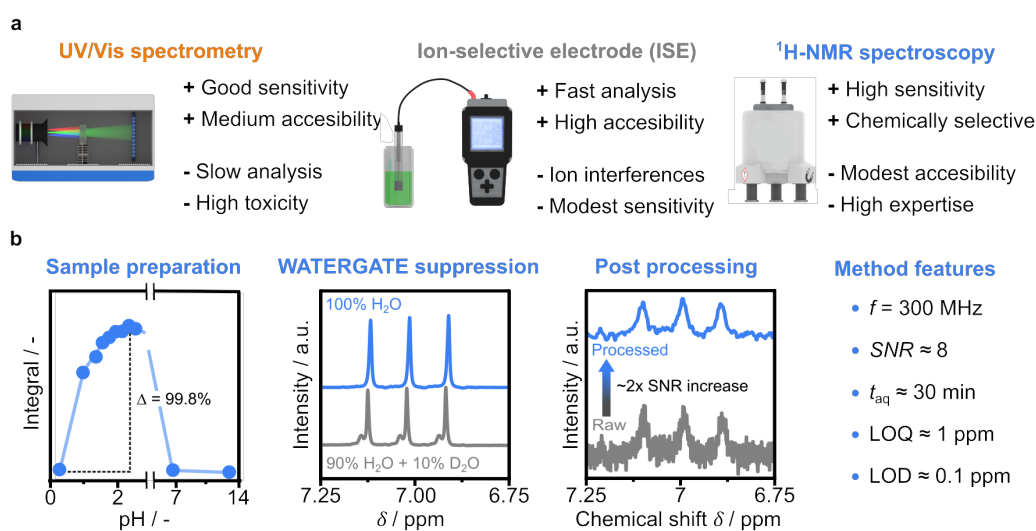 a
UV/Vis spectrometry
+ Good sensitivity
+ Medium accesibility
- Slow analysis
- High toxicity
Ion-selective electrode (ISE)
+ Fast analysis
+ High accesibility
- Ion interferences
- Modest sensitivity
¹H-NMR spectroscopy
+ High sensitivity
+ Chemically selective
- Modest accesibility
- High expertise
b
Sample preparation
Integral / -
Δ = 99.8%
0 2 7 14
pH / -
WATERGATE suppression
Intensity / a.u.
100% H₂O
90% H₂O + 10% D₂O
7.25 7.00 6.75
δ / ppm
Post processing
Intensity / a.u.
Processed
~2x SNR increase
Raw
7.25 7 6.75
Chemical shift δ / ppm
Method features
• f = 300 MHz
• SNR ≈ 8
• tₐq ≈ 30 min
• LOQ ≈ 1 ppm
• LOD ≈ 0.1 ppm